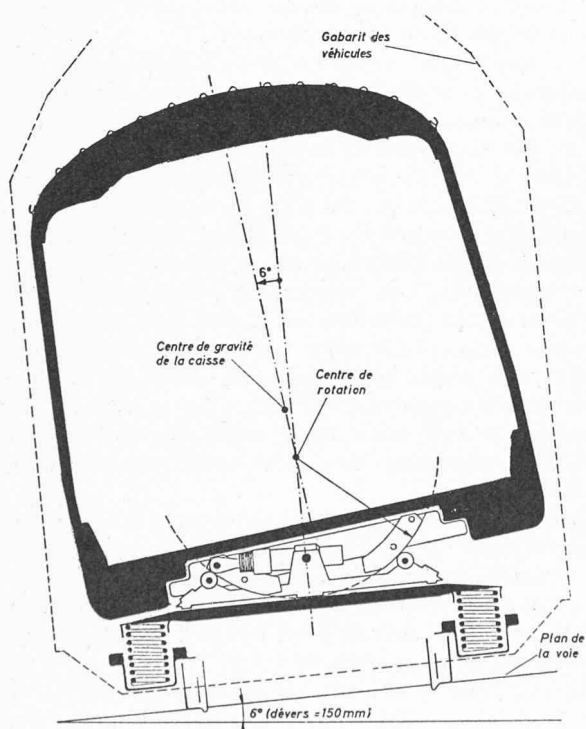 Gabarit des
véhicules
6°
Centre de gravité
de la caisse
Centre de
rotation
Plan de
la voie
6° (dévers = 150 mm)